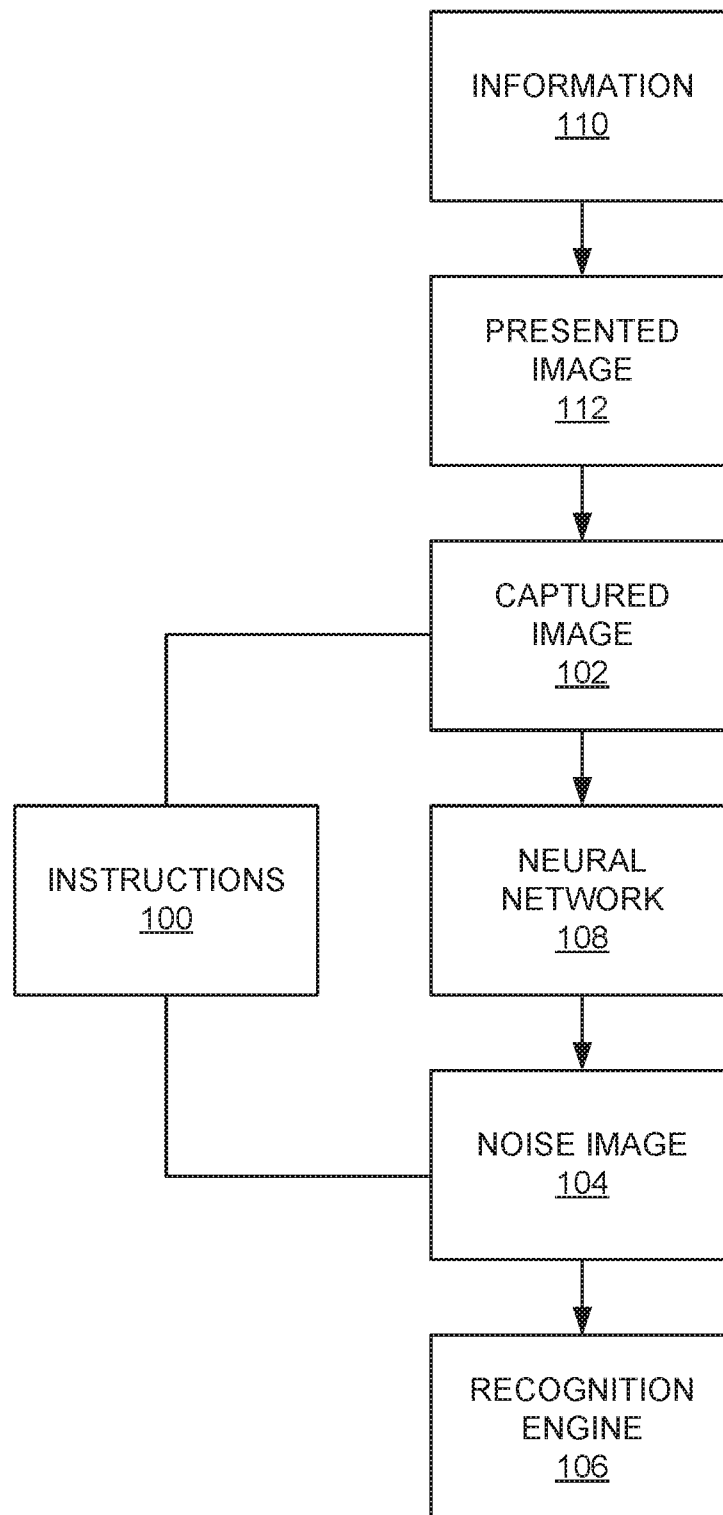 INFORMATION
110
PRESENTED
IMAGE
112
CAPTURED
IMAGE
102
INSTRUCTIONS
100
NEURAL
NETWORK
108
NOISE IMAGE
104
RECOGNITION
ENGINE
106